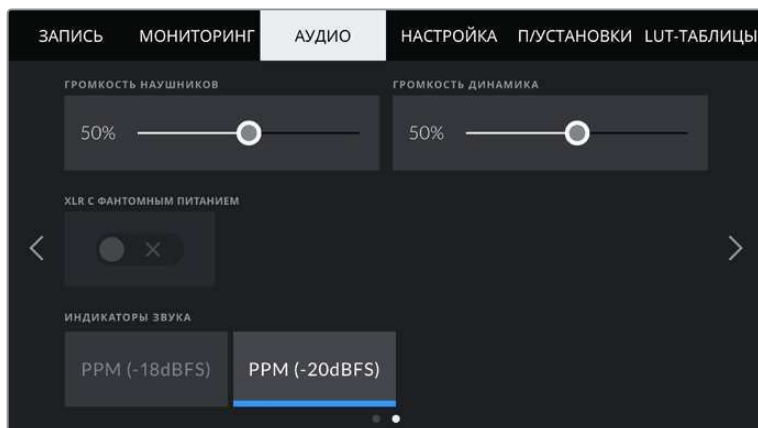 ЗАПИСЬ МОНИТОРИНГ АУДИО НАСТРОЙКА П/УСТАНОВКИ LUT-ТАБЛИЦЫ
ГРОМКОСТЬ НАУШНИКОВ ГРОМКОСТЬ ДИНАМИКА
50% 50%
XLR С ФАНТОМНЫМ ПИТАНИЕМ
ИНДИКАТОРЫ ЗВУКА
PPM (-18dBFS) PPM (-20dBFS)